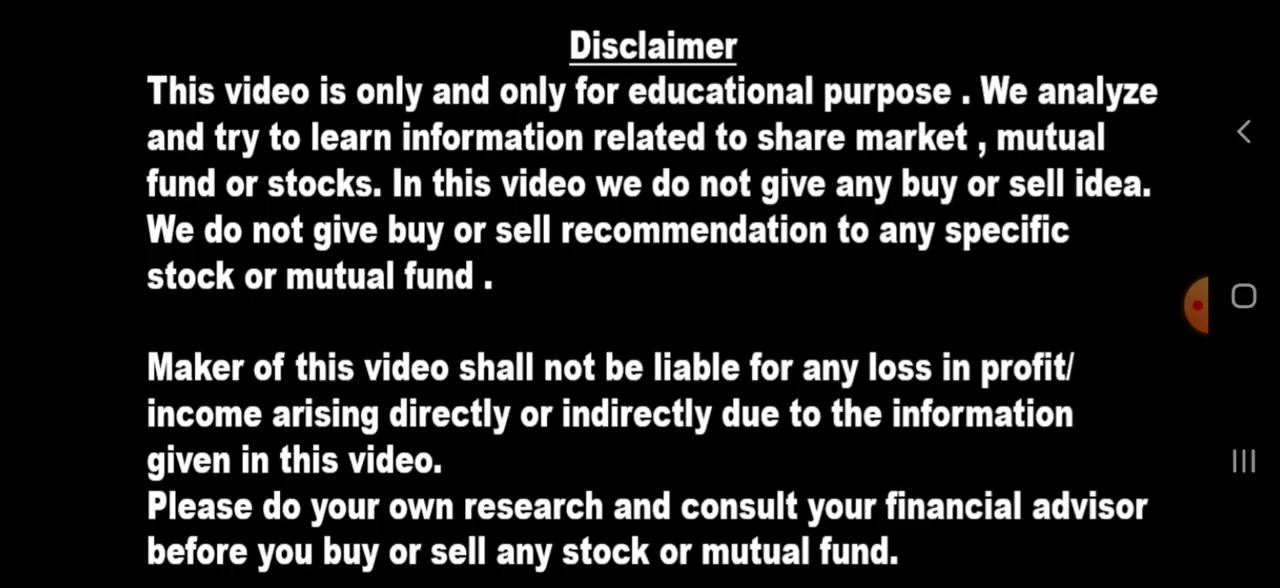 Disclaimer
This video is only and only for educational purpose . We analyze
and try to learn information related to share market , mutual
fund or stocks. In this video we do not give any buy or sell idea.
We do not give buy or sell recommendation to any specific
stock or mutual fund .
Maker of this video shall not be liable for any loss in profit/
income arising directly or indirectly due to the information
given in this video.
Please do your own research and consult your financial advisor
before you buy or sell any stock or mutual fund.